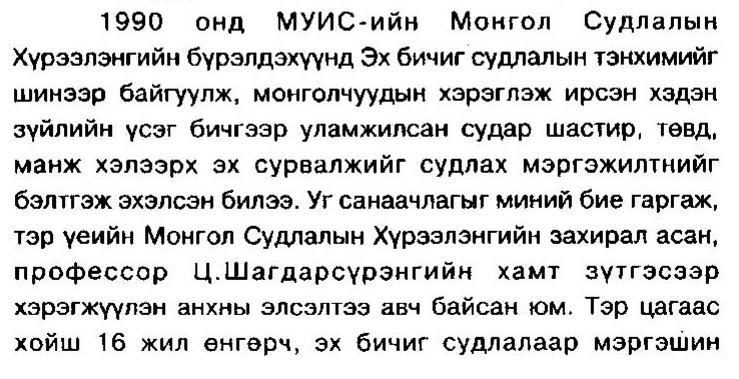 1990 онд МУИС-ийн Монгол Судлалын
Хүрээлэнгийн бүрэлдэхүүнд Эх бичиг судлалын тэнхимийг
шинээр байгуулж, монголчуудын хэрэглэж ирсэн хэдэн
зүйлийн үсэг бичгээр уламжилсан судар шастир, төвд,
манж хэлээрх эх сурвалжийг судлах мэргэжилтнийг
бэлтгэж эхэлсэн билээ. Уг санаачлагыг миний бие гаргаж,
тэр үеийн Монгол Судлалын Хүрээлэнгийн захирал асан,
профессор Ц.Шагдарсүрэнгийн хамт зүтгэсээр
хэрэгжүүлэн анхны элсэлтээ авч байсан юм. Тэр цагаас
хойш 16 жил өнгөрч, эх бичиг судлалаар мэргэшин